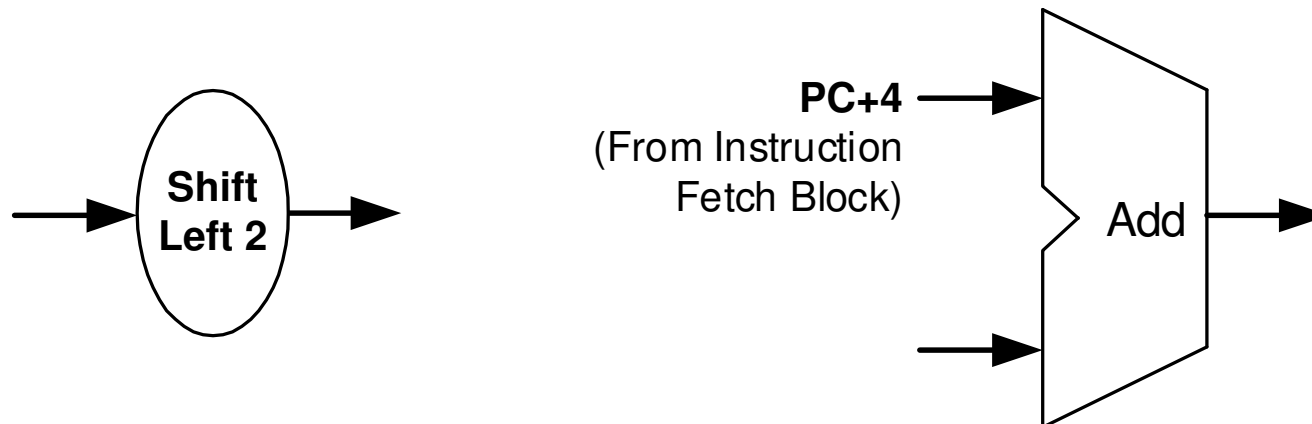 Shift
Left 2
PC+4
(From Instruction
Fetch Block)
Add